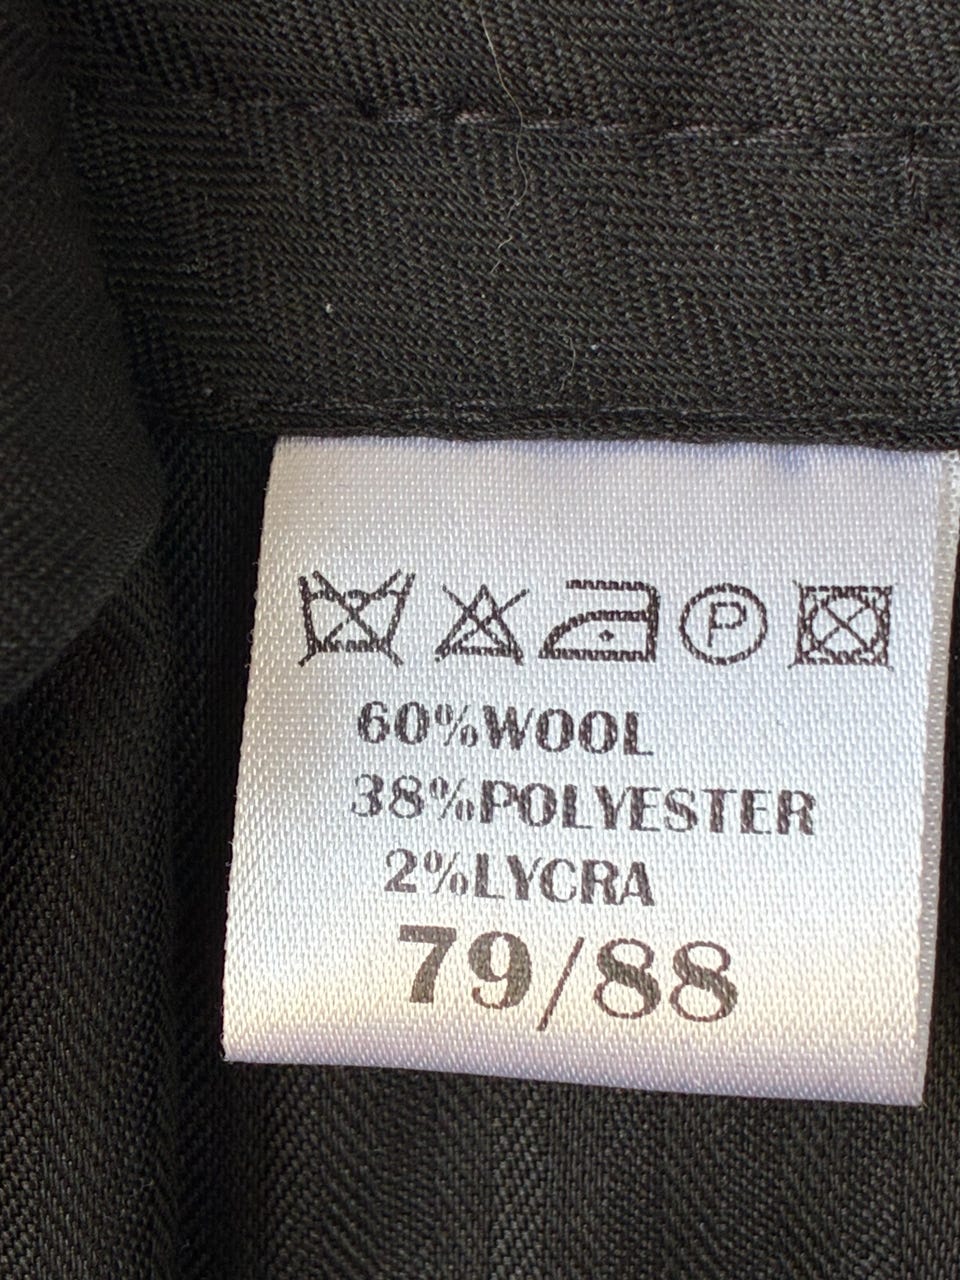 P
60%WOOL
38%POLYESTER
2%LYCRA
79/88